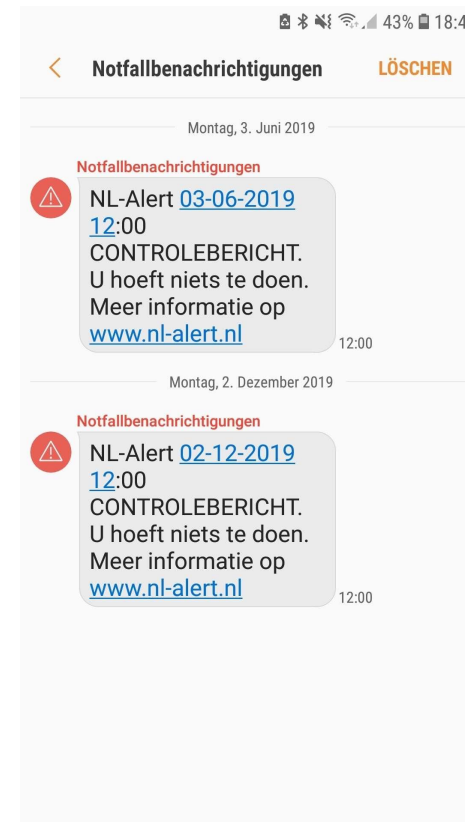 43% 18:4
Notfallbenachrichtigungen LÖSCHEN
Montag, 3. Juni 2019
Notfallbenachrichtigungen
NL-Alert 03-06-2019
12:00
CONTROLEBERICHT.
U hoeft niets te doen.
Meer informatie op
www.nl-alert.nl
12:00
Montag, 2. Dezember 2019
Notfallbenachrichtigungen
NL-Alert 02-12-2019
12:00
CONTROLEBERICHT.
U hoeft niets te doen.
Meer informatie op
www.nl-alert.nl
12:00